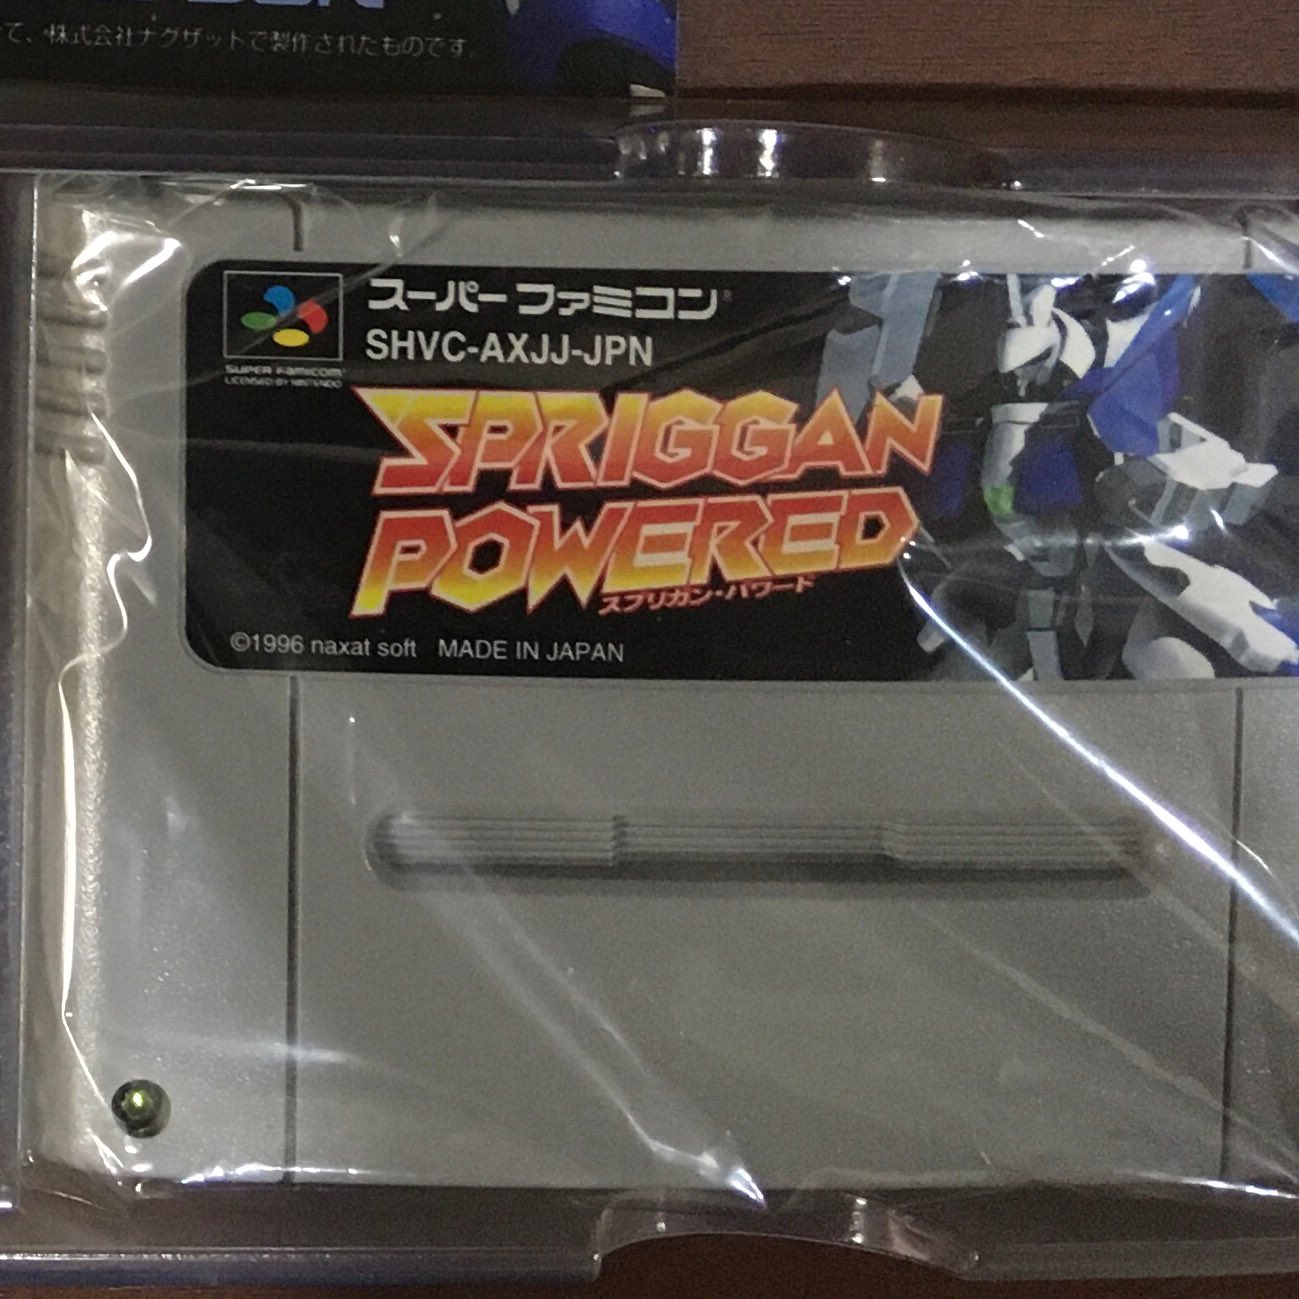 て、株式会社ナグザットで製作されたものです.
スーパーファミコン®
SHVC-AXJJ-JPN
SUPER FAMICOM
LICENSED BY NINTENDO
SPRIGGAN
POWERED
スプリガン・パワード
©1996 naxat soft MADE IN JAPAN